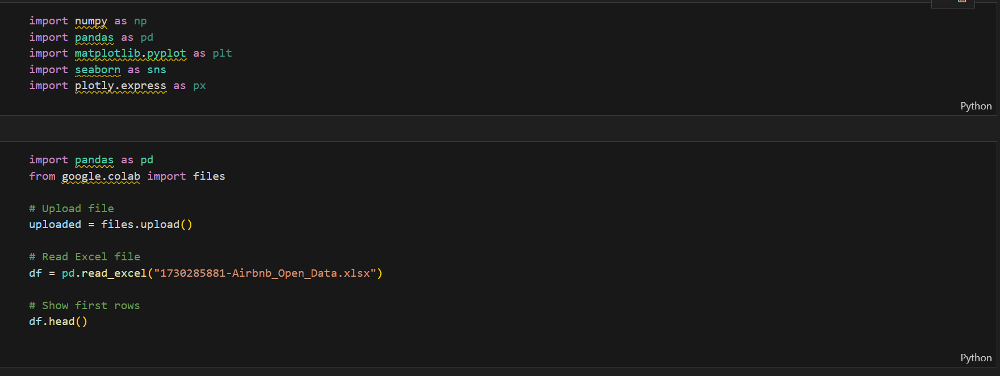 import numpy as np
import pandas as pd
import matplotlib.pyplot as plt
import seaborn as sns
import plotly.express as px
Python
import pandas as pd
from google.colab import files
# Upload file
uploaded = files.upload()
# Read Excel file
df = pd.read_excel("1730285881-Airbnb_Open_Data.xlsx")
# Show first rows
df.head()
Python